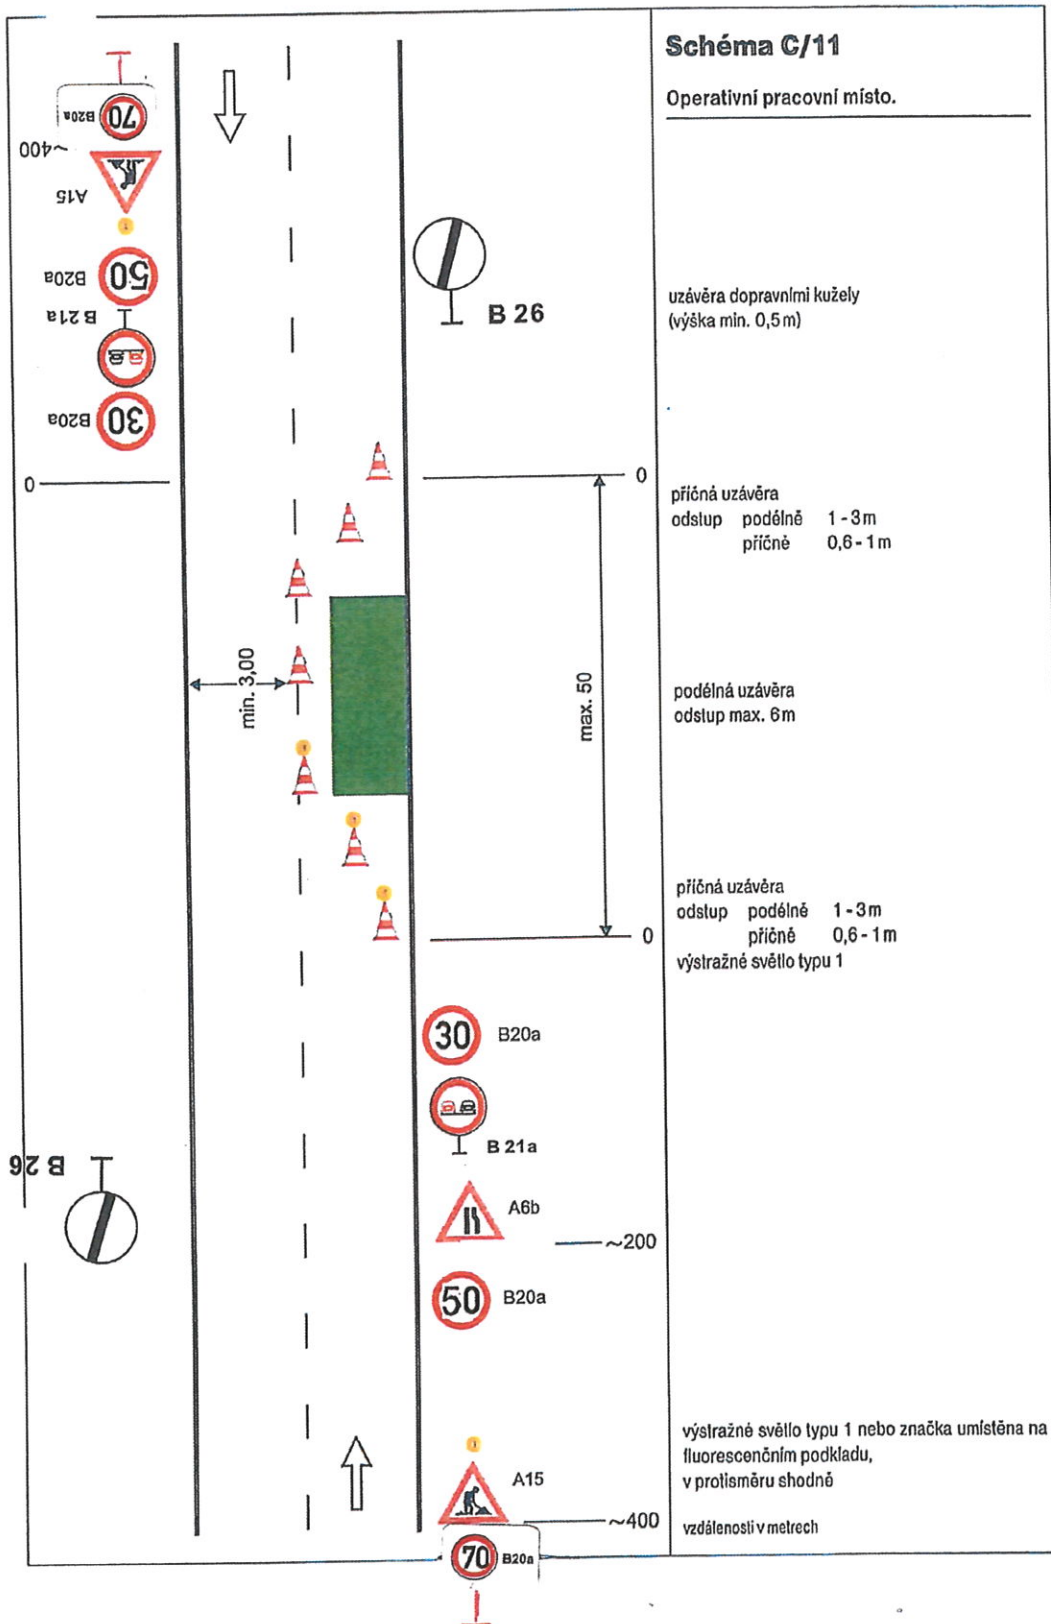 Schéma C/11
Operativní pracovní místo.
70 B20a
~400
A15
50 B20a
B 21a
30 B20a
0
B 26
uzávěra dopravními kužely
(výška min. 0,5 m)
0
příčná uzávěra
odstup podélně 1 - 3 m
příčně 0,6 - 1 m
min. 3,00
max. 50
podélná uzávěra
odstup max. 6 m
příčná uzávěra
odstup podélně 1 - 3 m
příčně 0,6 - 1 m
výstražné světlo typu 1
0
30 B20a
B 21a
B 26
A6b
~200
50 B20a
výstražné světlo typu 1 nebo značka umístěna na
fluorescenčním podkladu,
v protisměru shodně
A15
~400
vzdálenosti v metrech
70 B20a